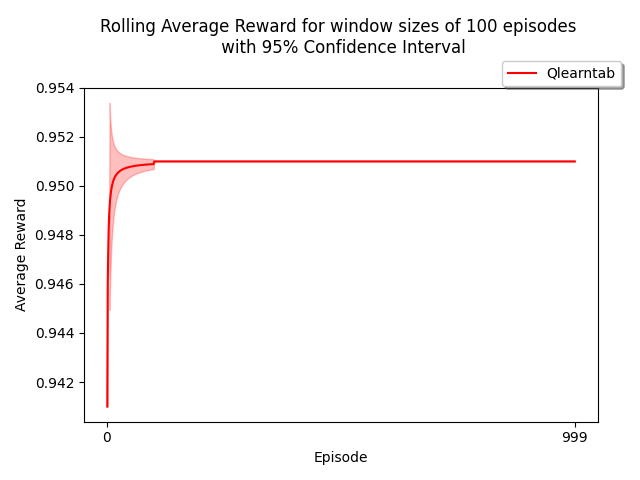 Rolling Average Reward for window sizes of 100 episodes
with 95% Confidence Interval
Qlearntab
0.954
0.952
0.950
0.948
0.946
0.944
0.942
Average Reward
0
999
Episode